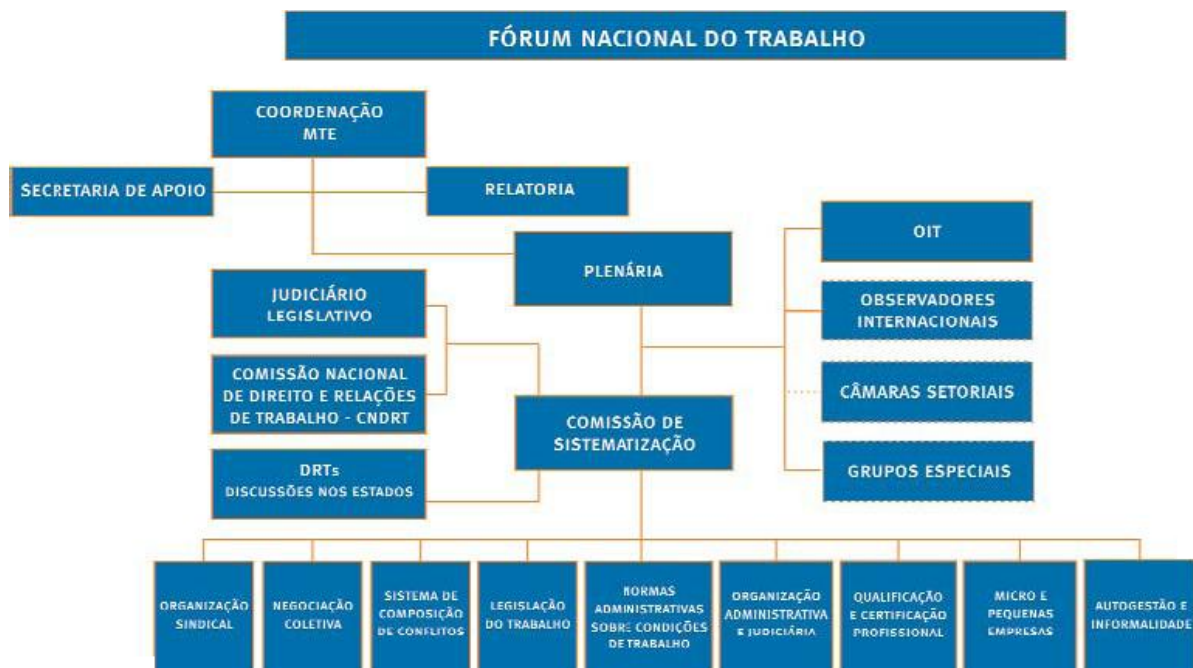 FÓRUM NACIONAL DO TRABALHO
COORDENAÇÃO
MTE
SECRETARIA DE APOIO
RELATORIA
PLENÁRIA
OIT
JUDICIÁRIO
LEGISLATIVO
OBSERVADORES
INTERNACIONAIS
COMISSÃO NACIONAL
DE DIREITO E RELAÇÕES
DE TRABALHO - CNDRT
COMISSÃO DE
SISTEMATIZAÇÃO
CÂMARAS SETORIAIS
DRTs
DISCUSSÕES NOS ESTADOS
GRUPOS ESPECIAIS
ORGANIZAÇÃO
SINDICAL
NEGOCIAÇÃO
COLETIVA
SISTEMA DE
COMPOSIÇÃO
DE CONFLITOS
LEGISLAÇÃO
DO TRABALHO
NORMAS
ADMINISTRATIVAS
SOBRE CONDIÇÕES
DE TRABALHO
ORGANIZAÇÃO
ADMINISTRATIVA
E JUDICIÁRIA
QUALIFICAÇÃO
E CERTIFICAÇÃO
PROFISSIONAL
MICRO E
PEQUENAS
EMPRESAS
AUTOGESTÃO E
INFORMALIDADE